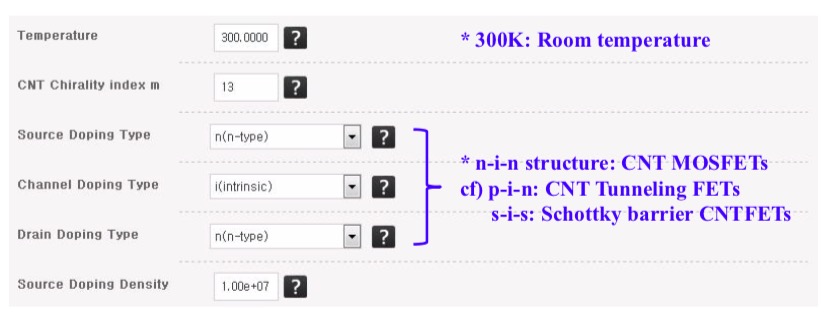 Temperature 300.0000 ? * 300K: Room temperature
CNT Chirality index m 13 ?
Source Doping Type n(n-type) ?
* n-i-n structure: CNT MOSFETs
Channel Doping Type i(intrinsic) ? cf) p-i-n: CNT Tunneling FETs
s-i-s: Schottky barrier CNTFETs
Drain Doping Type n(n-type) ?
Source Doping Density 1.00e+07 ?